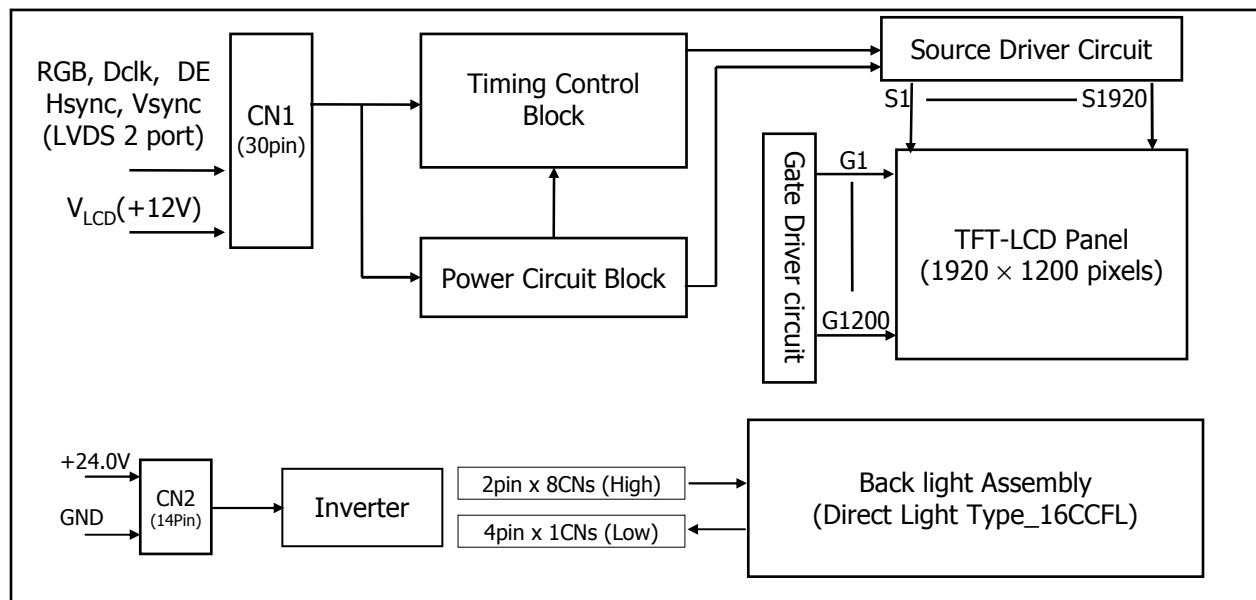 RGB, Dclk, DE
Hsync, Vsync
(LVDS 2 port)
V_LCD(+12V)
CN1
(30pin)
Timing Control
Block
Power Circuit Block
Source Driver Circuit
S1
S1920
Gate Driver circuit
G1
G1200
TFT-LCD Panel
(1920 × 1200 pixels)
+24.0V
GND
CN2
(14Pin)
Inverter
2pin x 8CNs (High)
4pin x 1CNs (Low)
Back light Assembly
(Direct Light Type_16CCFL)